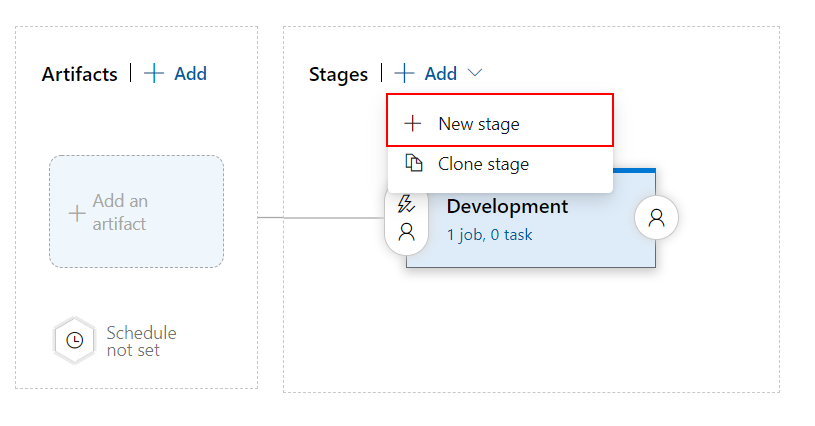 Artifacts
Add
Add an
artifact
Schedule
not set
Stages
Add
New stage
Clone stage
Development
1 job, 0 task